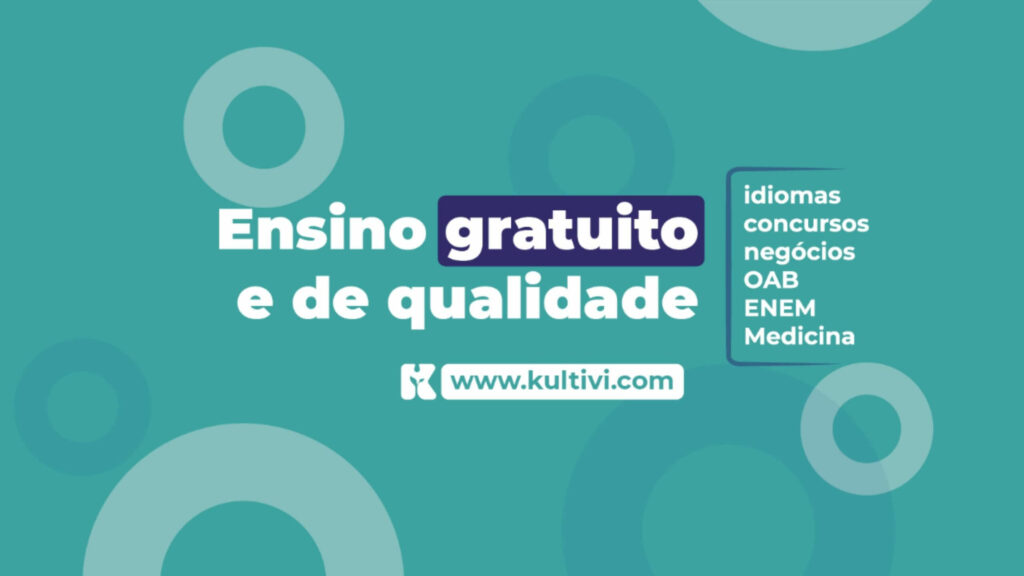 Ensino gratuito
e de qualidade
www.kultivi.com
idiomas
concursos
negócios
OAB
ENEM
Medicina